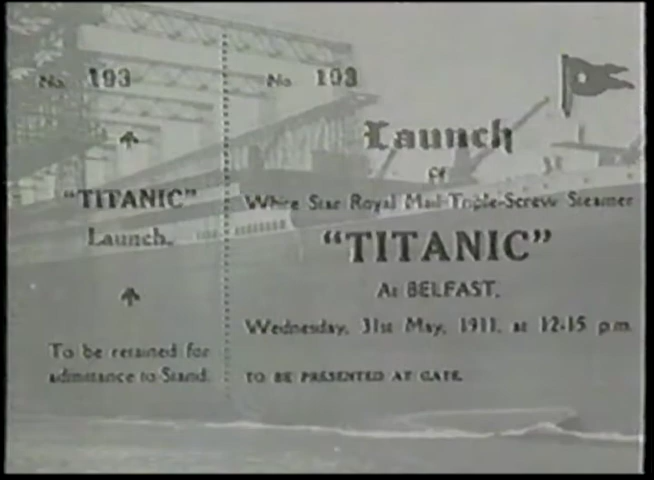 No. 193
"TITANIC"
Launch.
To be retained for
admittance to Stand.
No. 193
Launch
of
White Star Royal Mail Triple-Screw Steamer
"TITANIC"
At BELFAST,
Wednesday, 31st May, 1911, at 12-15 p.m.
TO BE PRESENTED AT GATE.